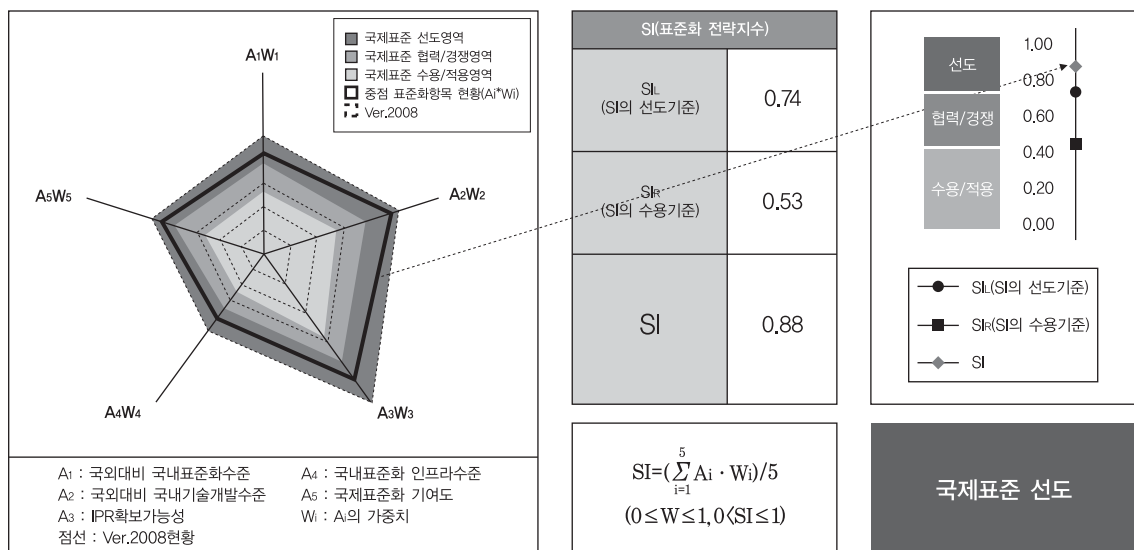 국제표준 선도영역
국제표준 협력/경쟁영역
국제표준 수용/적용영역
중점 표준화항목 현황(Ai*Wi)
Ver.2008
A1W1
A2W2
A3W3
A4W4
A5W5
A1 : 국외대비 국내표준화수준
A2 : 국외대비 국내기술개발수준
A3 : IPR확보가능성
점선 : Ver.2008현황
A4 : 국내표준화 인프라수준
A5 : 국제표준화 기여도
Wi : Ai의 가중치
SI(표준화 전략지수)
SIL
(SI의 선도기준)
0.74
SIR
(SI의 수용기준)
0.53
SI
0.88
SI=(5∑i=1 Ai · Wi)/5
(0≤W≤1, 0<SI≤1)
선도
협력/경쟁
수용/적용
1.00
0.80
0.60
0.40
0.20
0.00
SIL(SI의 선도기준)
SIR(SI의 수용기준)
SI
국제표준 선도